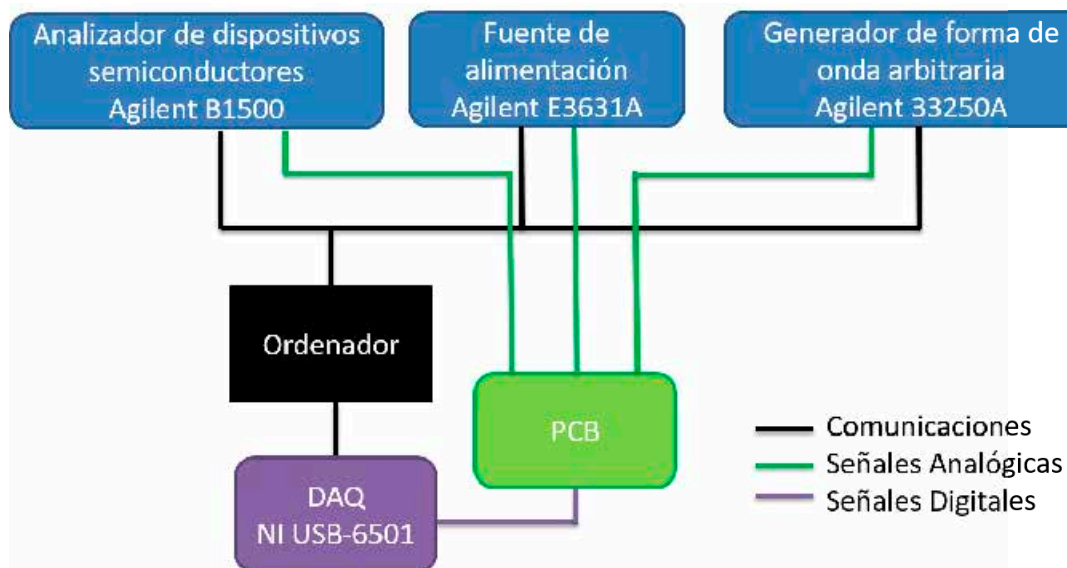 Analizador de dispositivos
semiconductores
Agilent B1500
Fuente de
alimentación
Agilent E3631A
Generador de forma de
onda arbitraria
Agilent 33250A
Ordenador
PCB
DAQ
NI USB-6501
Comunicaciones
Señales Analógicas
Señales Digitales